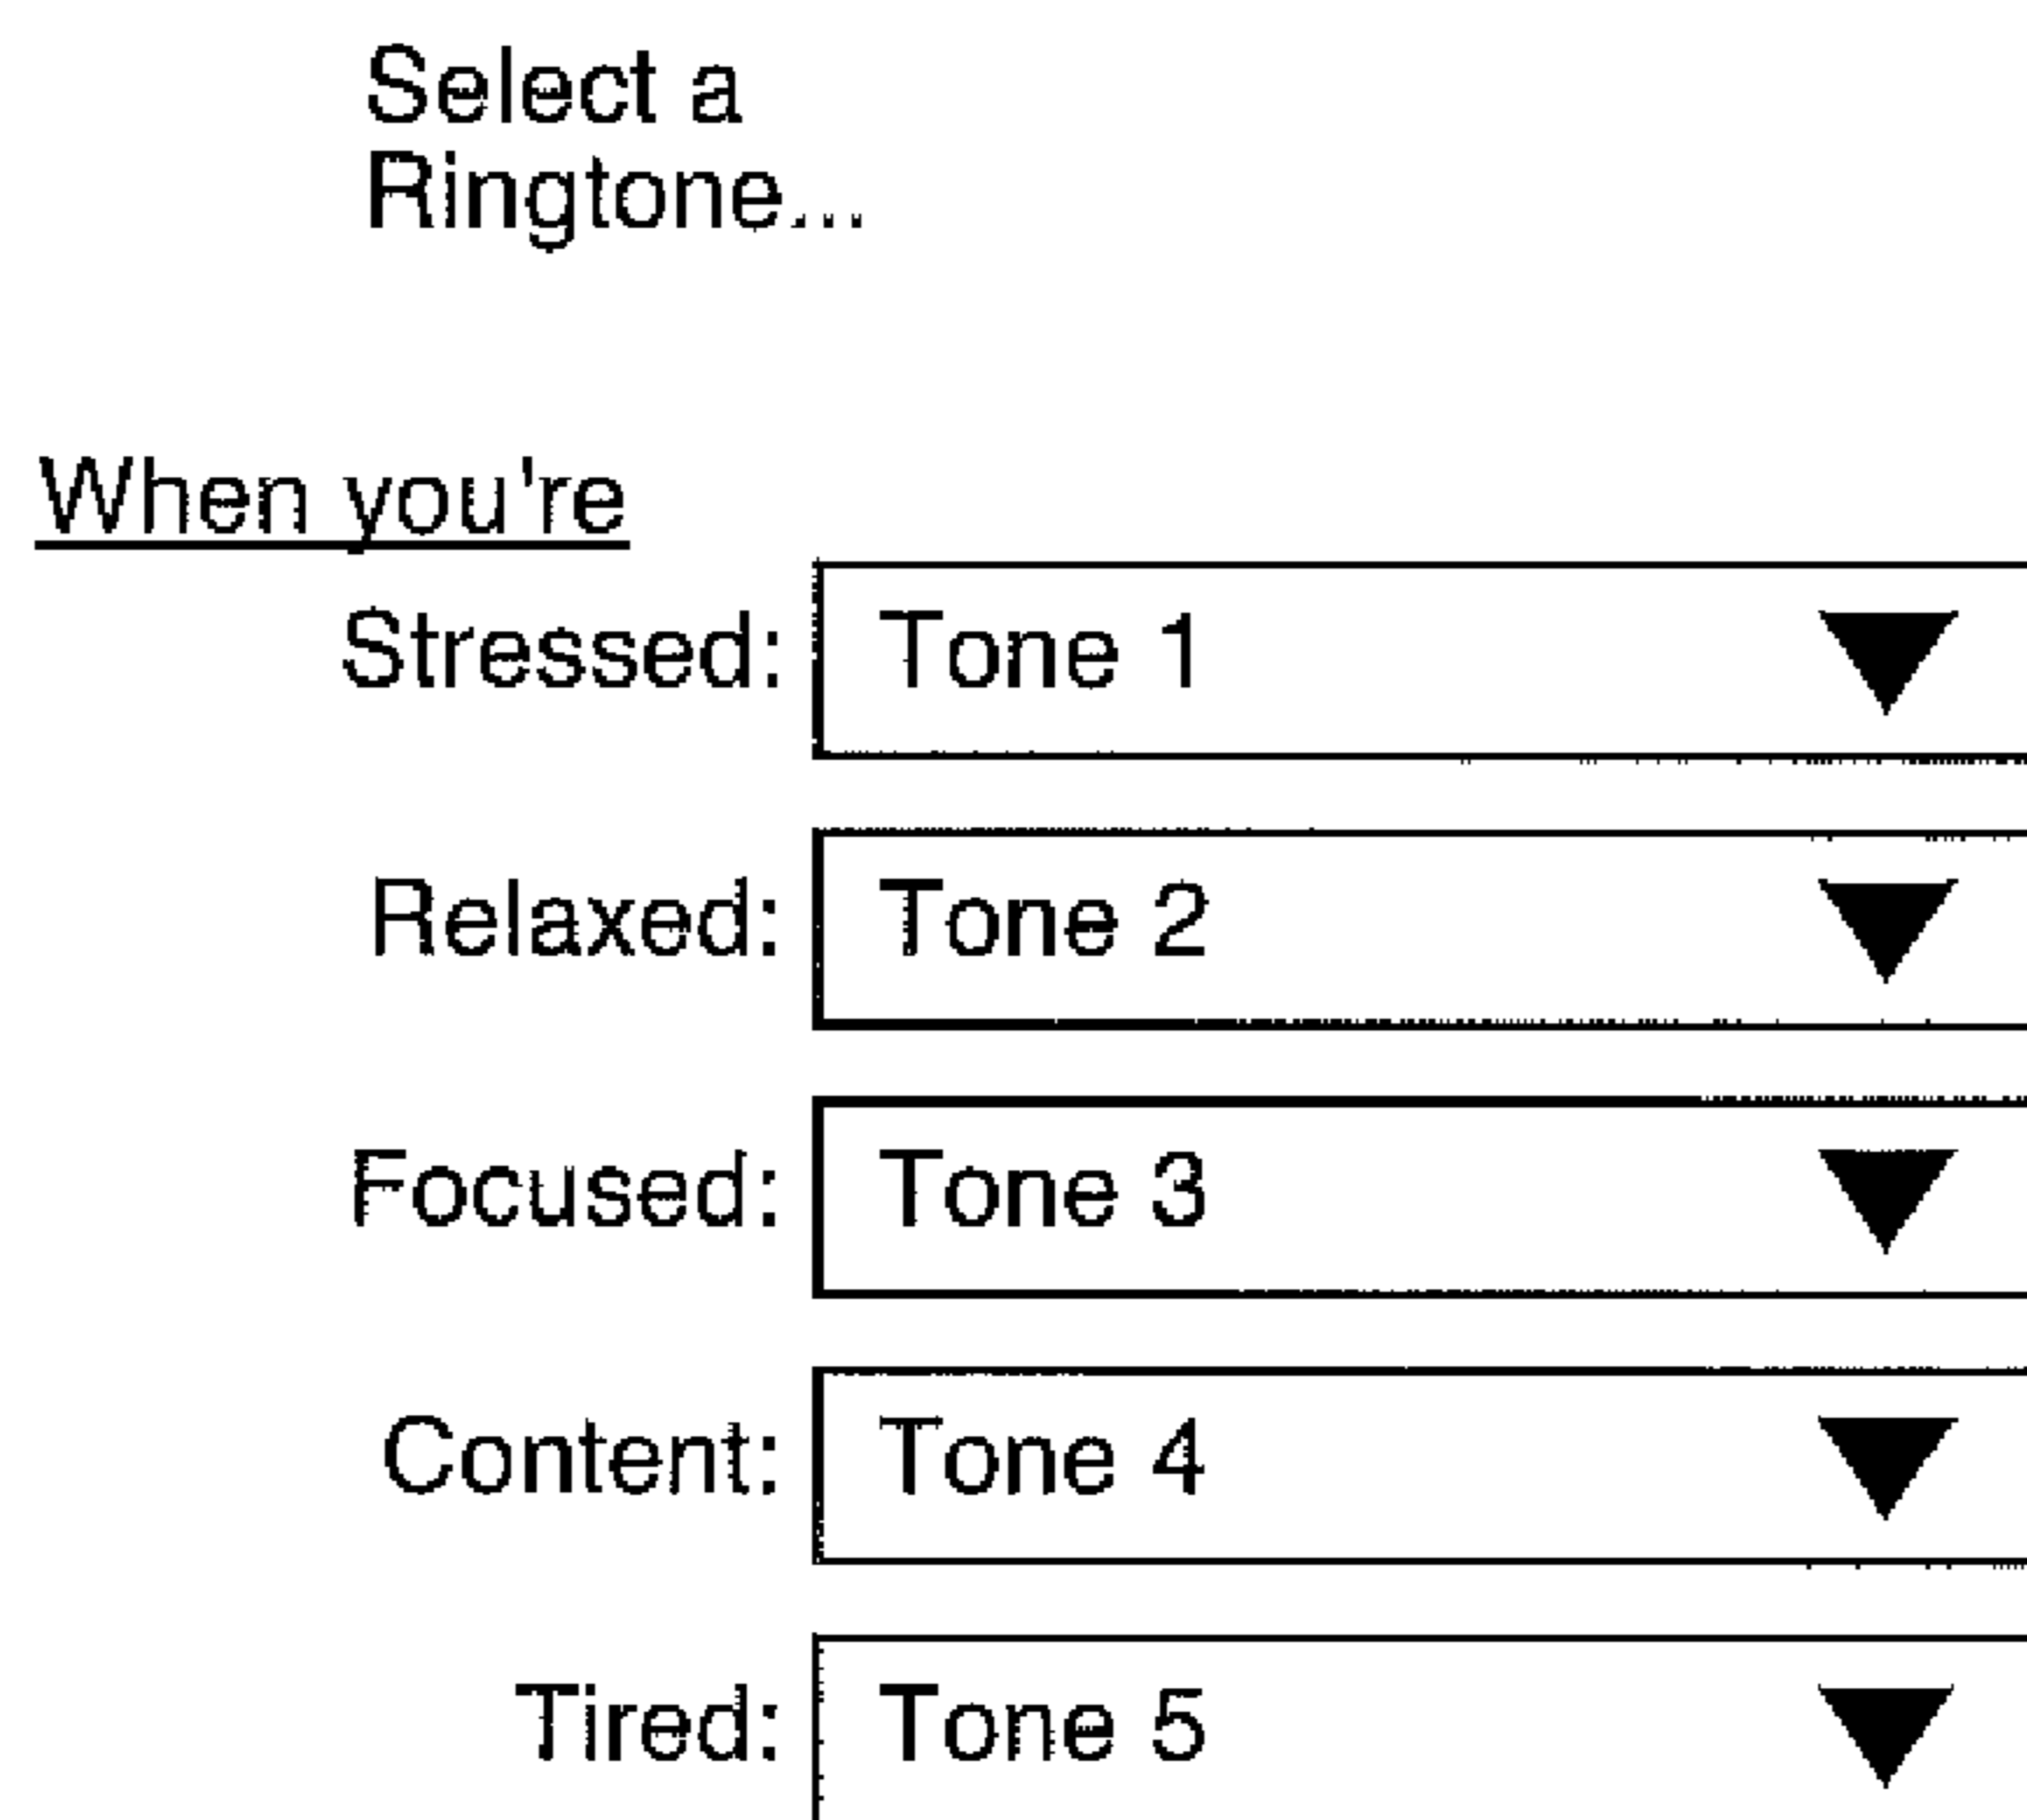 Select a
Ringtone...
When you're
Stressed: Tone 1
Relaxed: Tone 2
Focused: Tone 3
Content: Tone 4
Tired: Tone 5